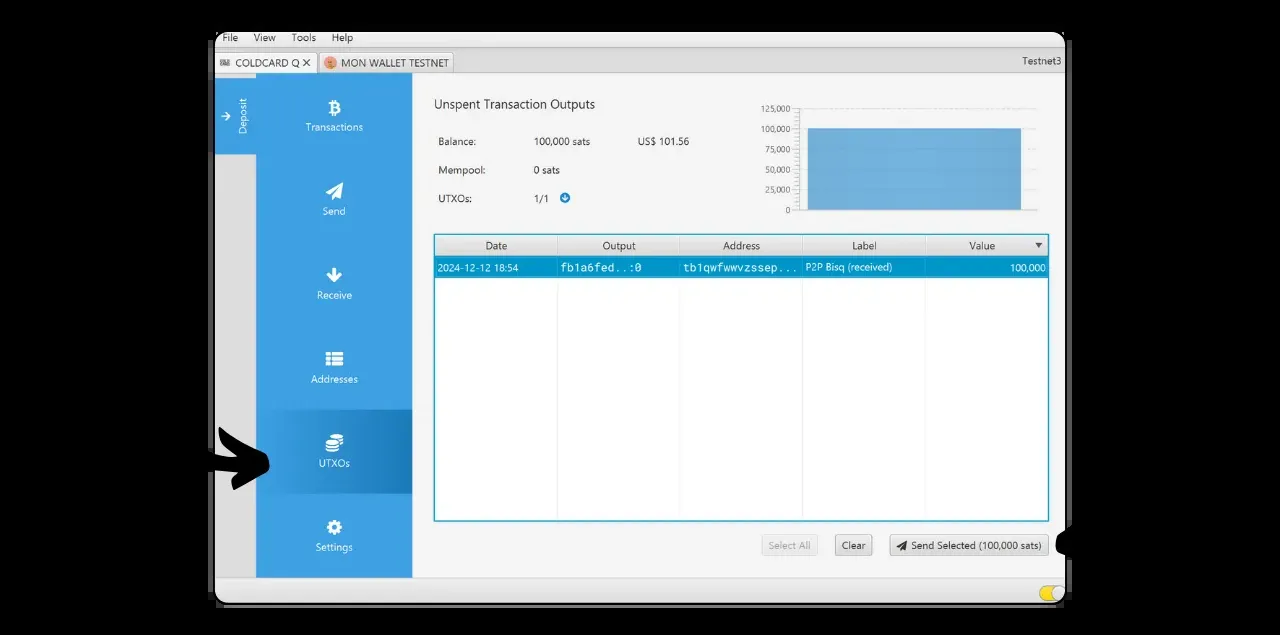 File View Tools Help
COLDCARD Q MON WALLET TESTNET Testnet3
Deposit
Transactions
Send
Receive
Addresses
UTXOs
Settings
Unspent Transaction Outputs
Balance: 100,000 sats US$ 101.56
Mempool: 0 sats
UTXOs: 1/1
125,000
100,000
75,000
50,000
25,000
0
Date Output Address Label Value
2024-12-12 18:54 fb1a6fed..:0 tb1qwfwwvzssep... P2P Bisq (received) 100,000
Select All Clear Send Selected (100,000 sats)